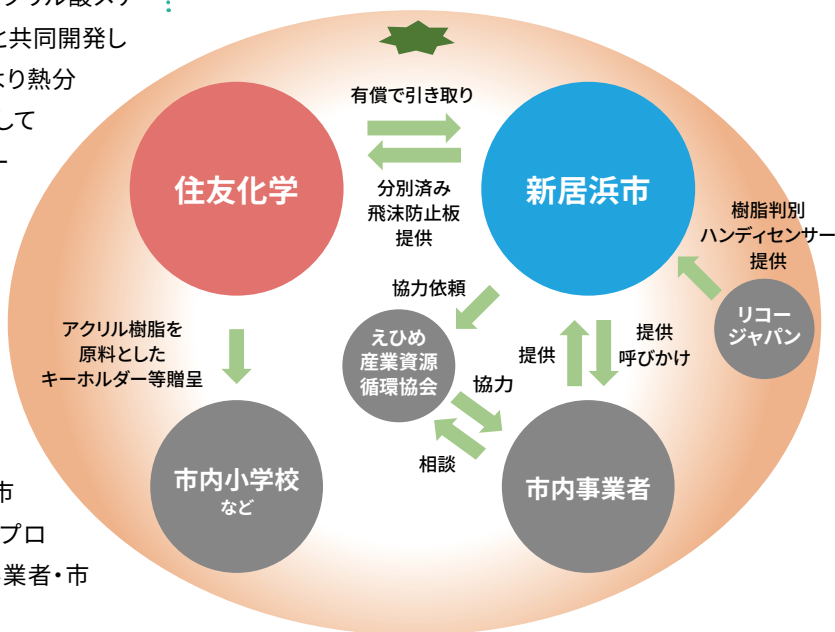 と共同開発し
より熱分
して
有償で引き取り
住友化学
新居浜市
分別済み
飛沫防止板
提供
樹脂判別
ハンディセンサー
提供
協力依頼
リコー
ジャパン
アクリル樹脂を
原料とした
キーホルダー等贈呈
えひめ
産業資源
循環協会
提供
提供
呼びかけ
協力
相談
市内小学校
など
市内事業者
市
プロ
業者・市